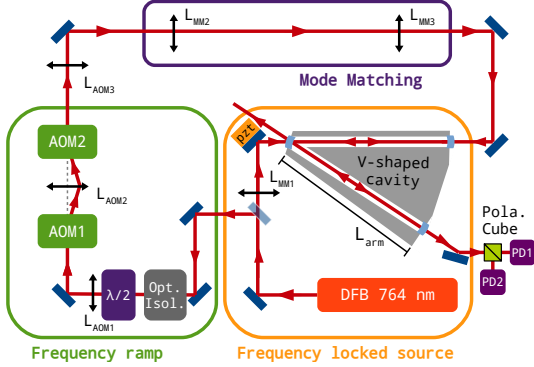 L_MM2
L_MM3
Mode Matching
L_AOM3
AOM2
L_AOM2
AOM1
pzt
L_MM1
V-shaped
cavity
L_arm
Pola.
Cube
PD1
PD2
λ/2
Opt.
Isol.
L_AOM1
DFB 764 nm
Frequency ramp
Frequency locked source